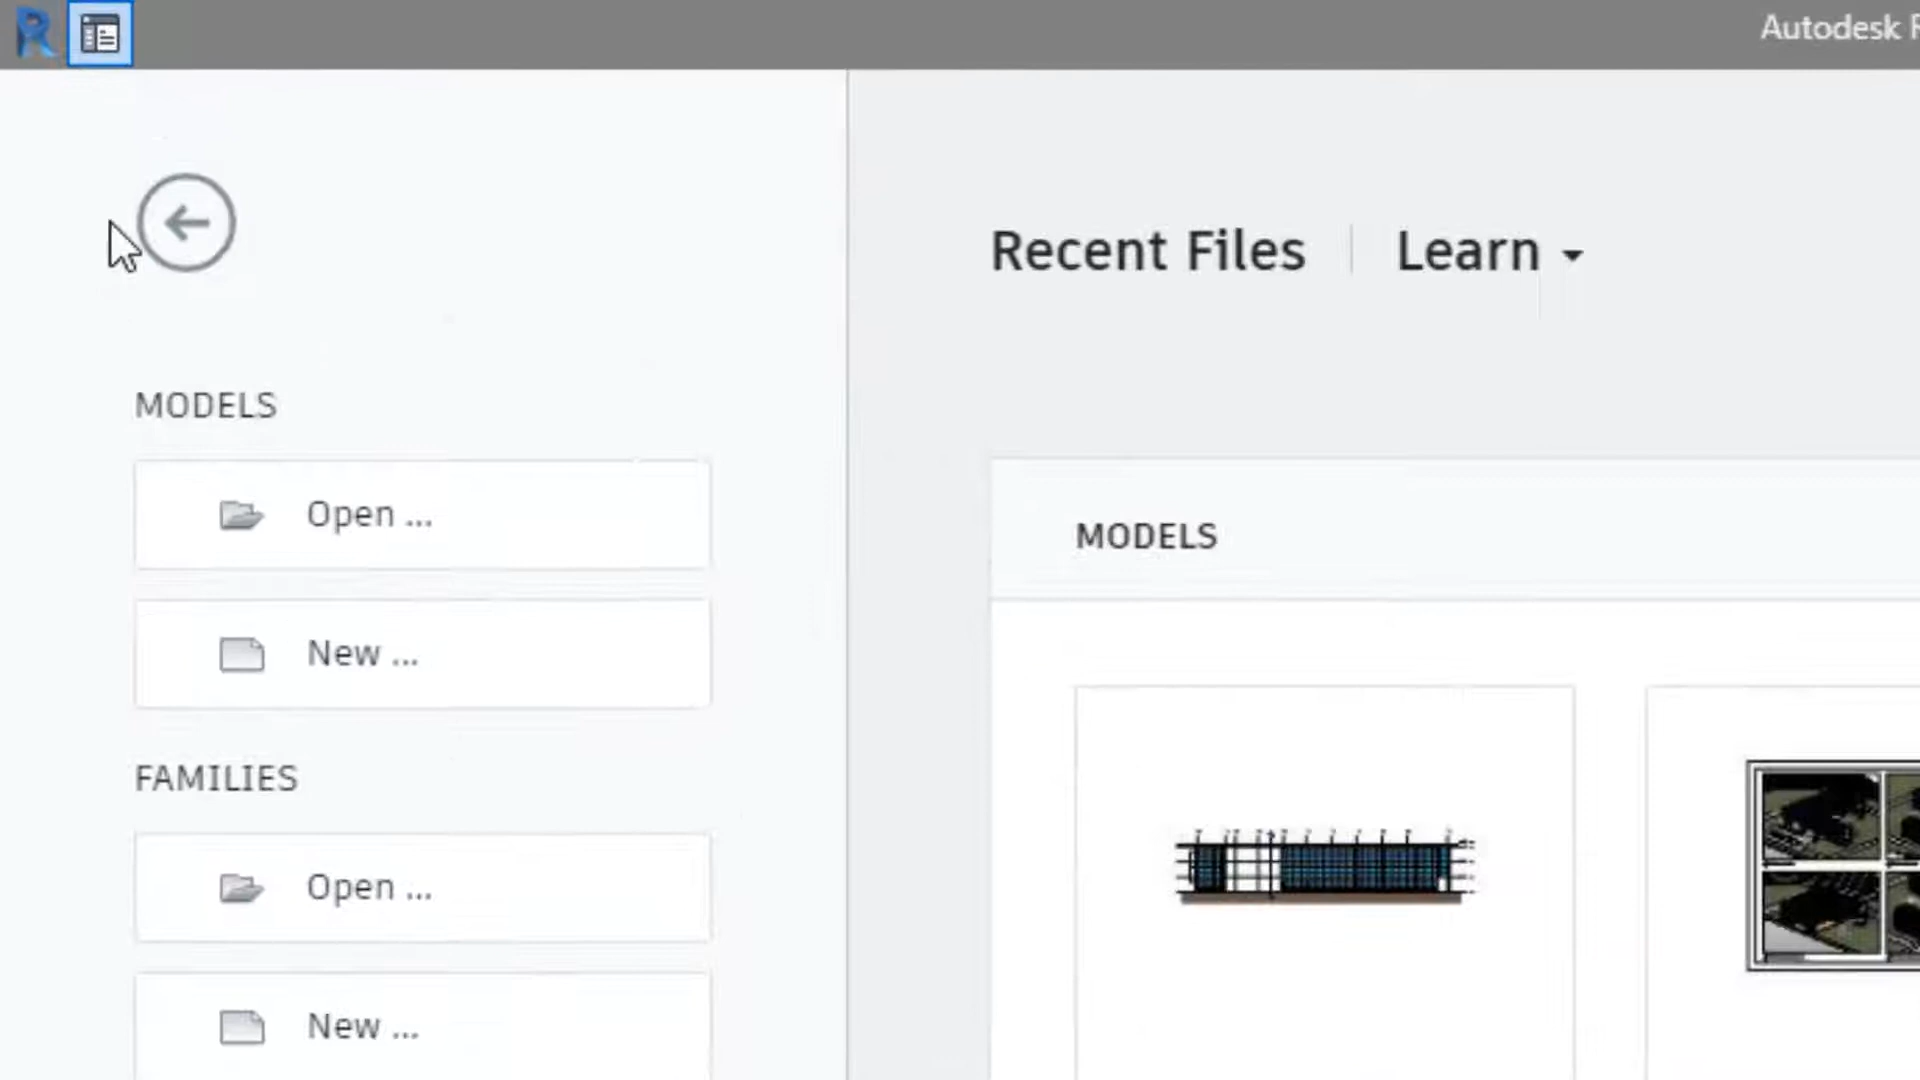 Autodesk
Recent Files
Learn
MODELS
Open ...
New ...
FAMILIES
Open ...
New ...
MODELS